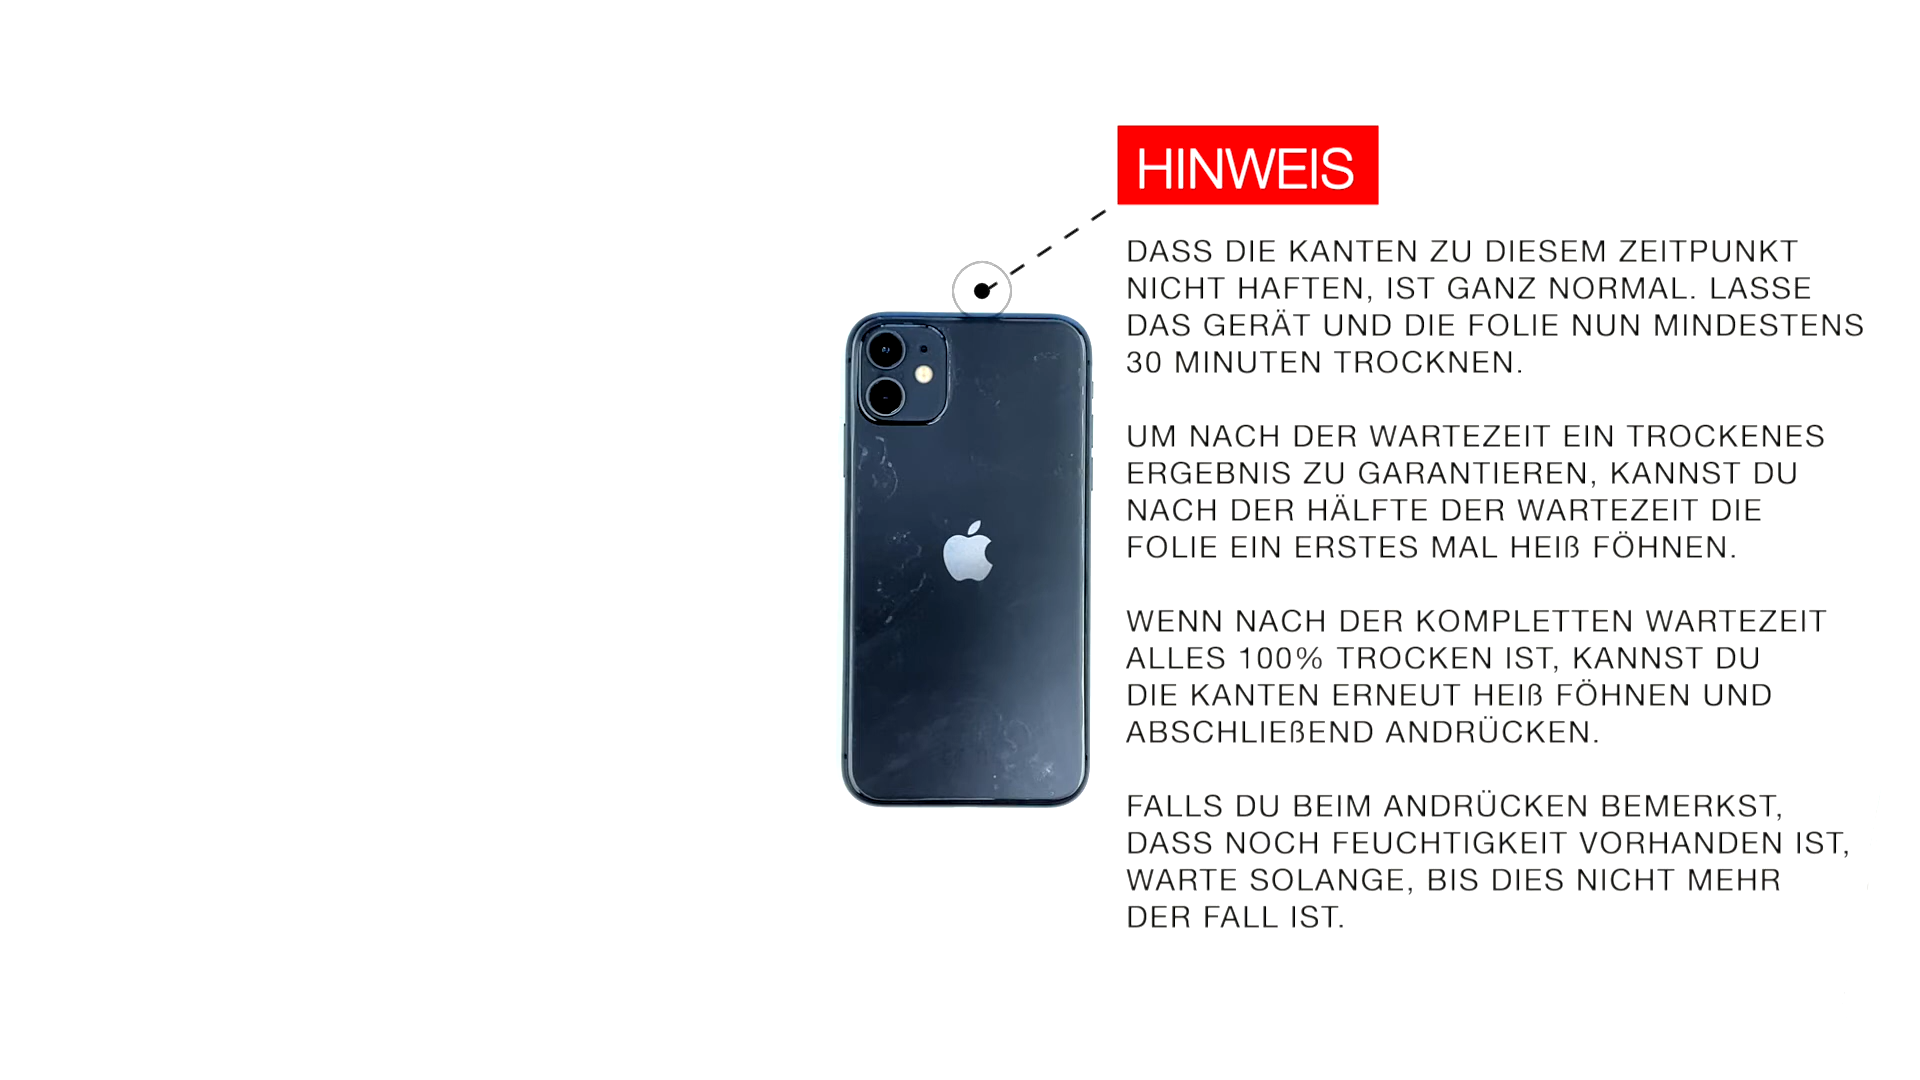 HINWEIS
DASS DIE KANTEN ZU DIESEM ZEITPUNKT
NICHT HAFTEN, IST GANZ NORMAL. LASSE
DAS GERÄT UND DIE FOLIE NUN MINDESTENS
30 MINUTEN TROCKNEN.
UM NACH DER WARTEZEIT EIN TROCKENES
ERGEBNIS ZU GARANTIEREN, KANNST DU
NACH DER HÄLFTE DER WARTEZEIT DIE
FOLIE EIN ERSTES MAL HEIß FÖHNEN.
WENN NACH DER KOMPLETTEN WARTEZEIT
ALLES 100% TROCKEN IST, KANNST DU
DIE KANTEN ERNEUT HEIß FÖHNEN UND
ABSCHLIEßEND ANDRÜCKEN.
FALLS DU BEIM ANDRÜCKEN BEMERKST,
DASS NOCH FEUCHTIGKEIT VORHANDEN IST,
WARTE SOLANGE, BIS DIES NICHT MEHR
DER FALL IST.